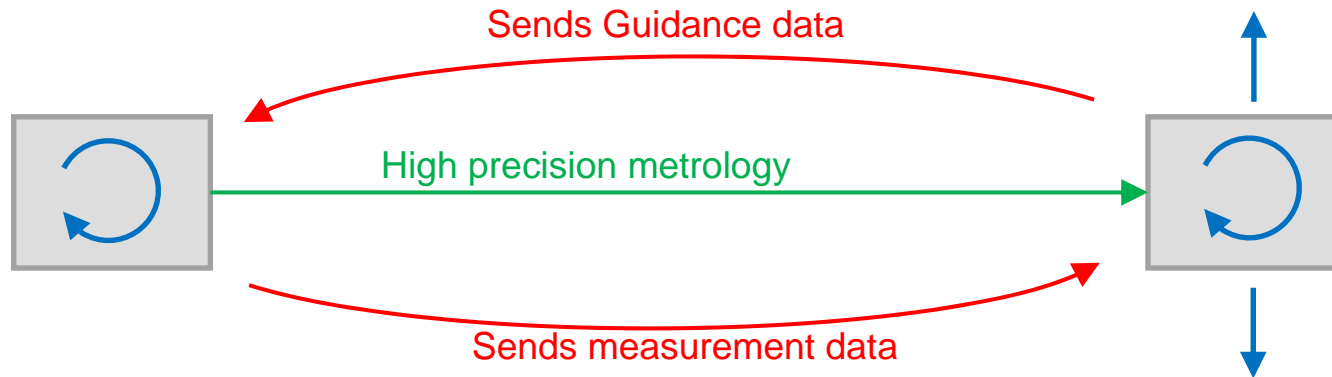 Sends Guidance data
High precision metrology
Sends measurement data